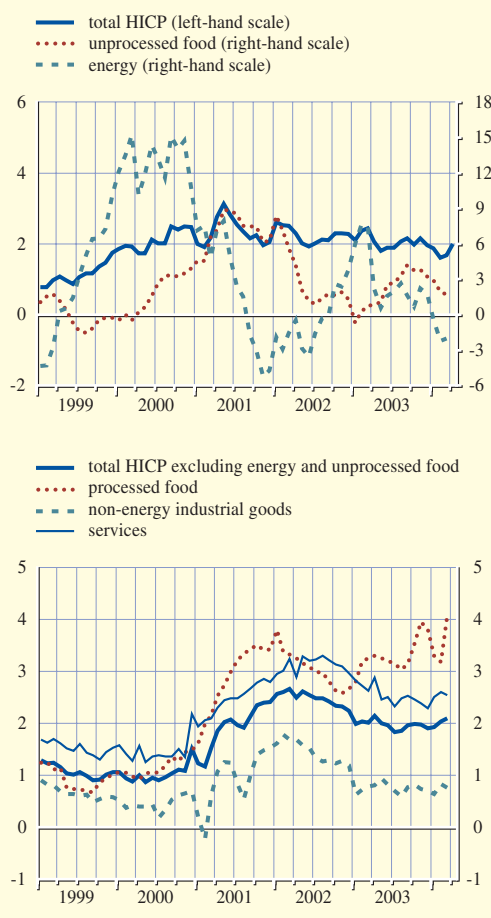 total HICP (left-hand scale)
unprocessed food (right-hand scale)
energy (right-hand scale)
6 18
15
4 12
9
2 6
3
0 0
-3
-2 -6
1999 2000 2001 2002 2003
total HICP excluding energy and unprocessed food
processed food
non-energy industrial goods
services
5 5
4 4
3 3
2 2
1 1
0 0
-1 -1
1999 2000 2001 2002 2003